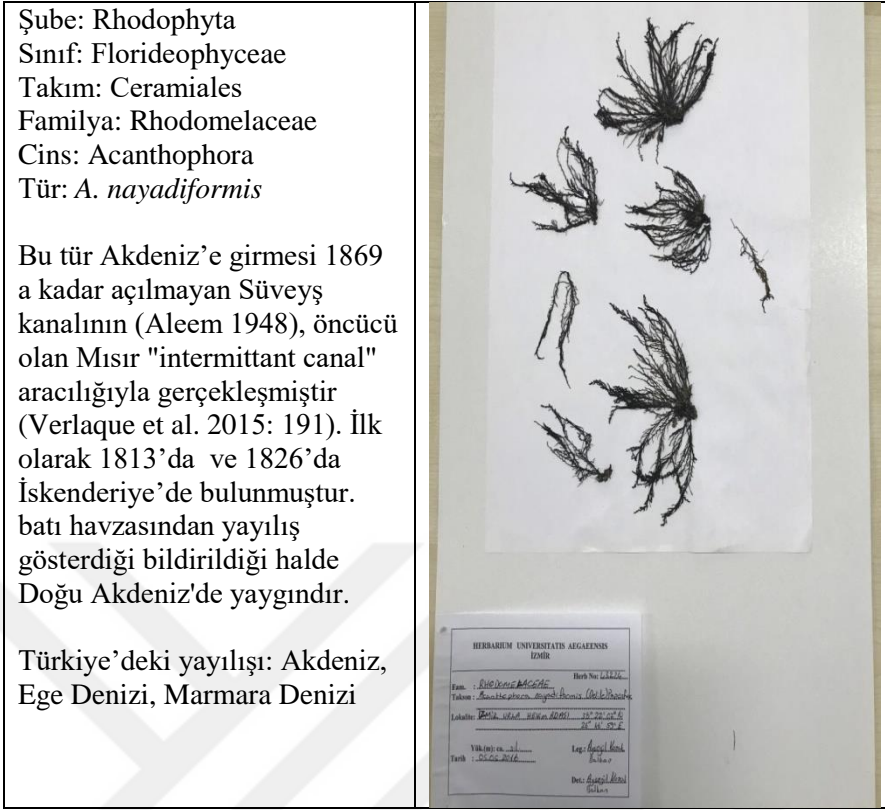 Şube: Rhodophyta
Sınıf: Florideophyceae
Takım: Ceramiales
Familya: Rhodomelaceae
Cins: Acanthophora
Tür: A. nayadiformis
Bu tür Akdeniz’e girmesi 1869
a kadar açılmayan Süveyş
kanalının (Aleem 1948), öncücü
olan Mısır "intermittant canal"
aracılığıyla gerçekleşmiştir
(Verlaque et al. 2015: 191). İlk
olarak 1813’da ve 1826’da
İskenderiye’de bulunmuştur.
batı havzasından yayılış
gösterdiği bildirildiği halde
Doğu Akdeniz'de yaygındır.
Türkiye’deki yayılışı: Akdeniz,
Ege Denizi, Marmara Denizi
HERBARIUM UNIVERSITATIS AEGAEENSIS
İZMİR
Herb No:
Fam. : RHODOMELACEAE
Takson :
Lokalite: URLA
Yük.(m): ca.
Leg.:
Tarih :
Det.: